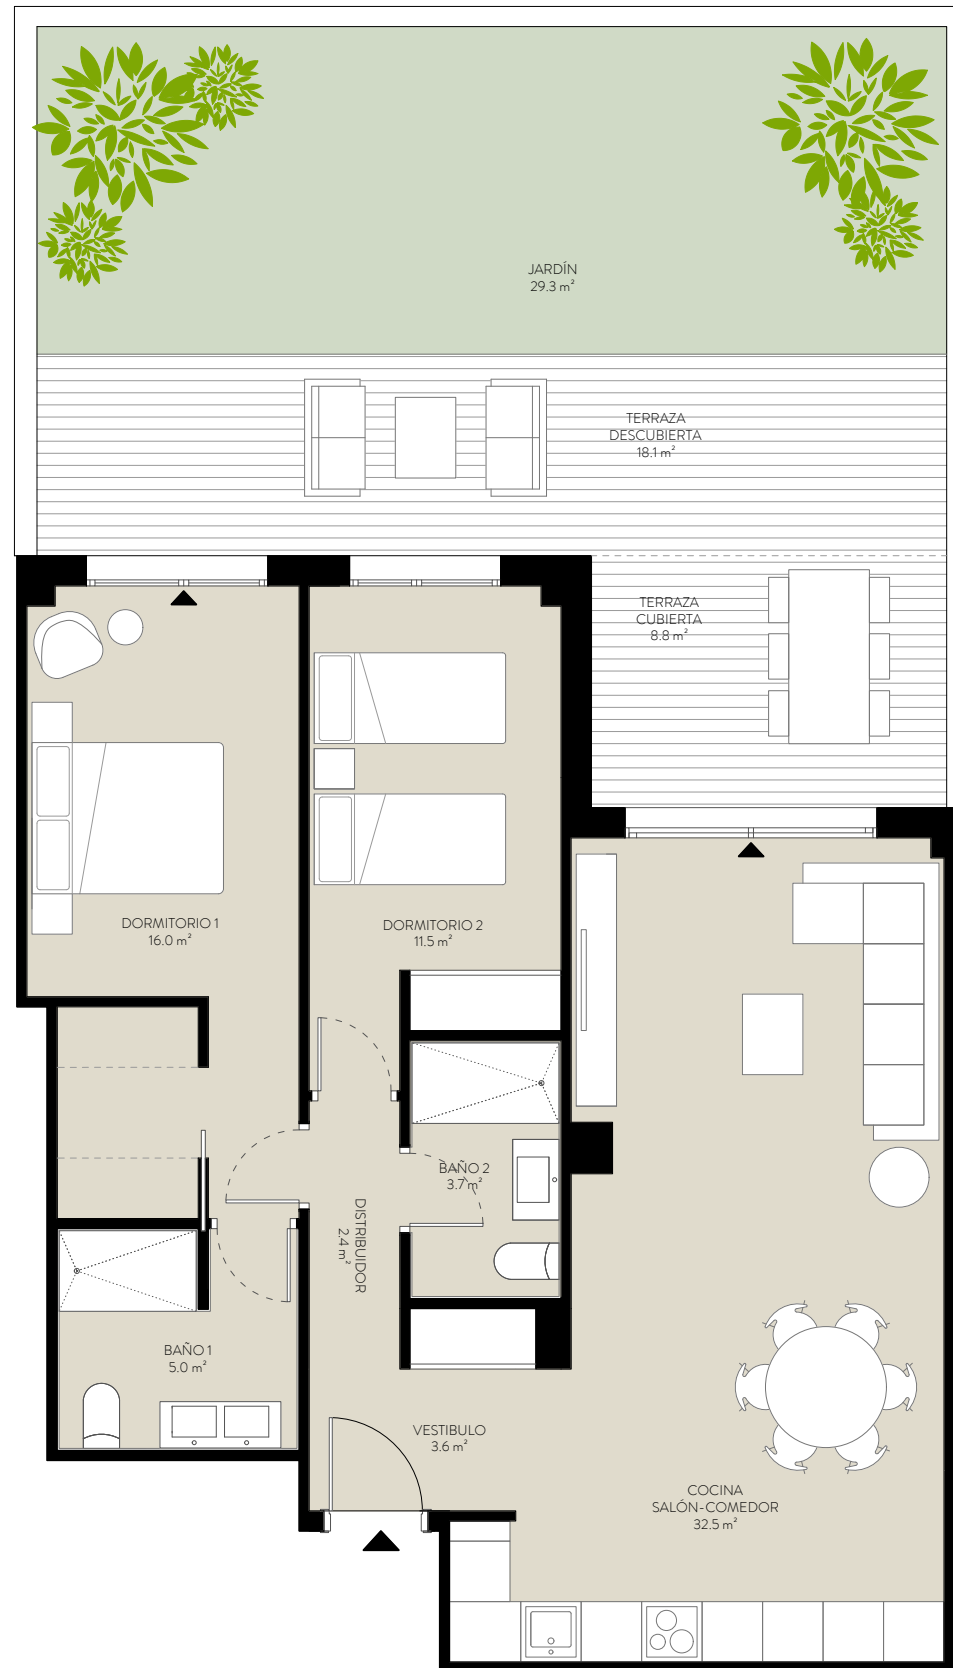 JARDÍN
29.3 m²
TERRAZA
DESCUBIERTA
18.1 m²
TERRAZA
CUBIERTA
8.8 m²
DORMITORIO 1
16.0 m²
DORMITORIO 2
11.5 m²
BAÑO 2
3.7 m²
DISTRIBUIDOR
2.4 m²
BAÑO 1
5.0 m²
VESTIBULO
3.6 m²
COCINA
SALÓN-COMEDOR
32.5 m²